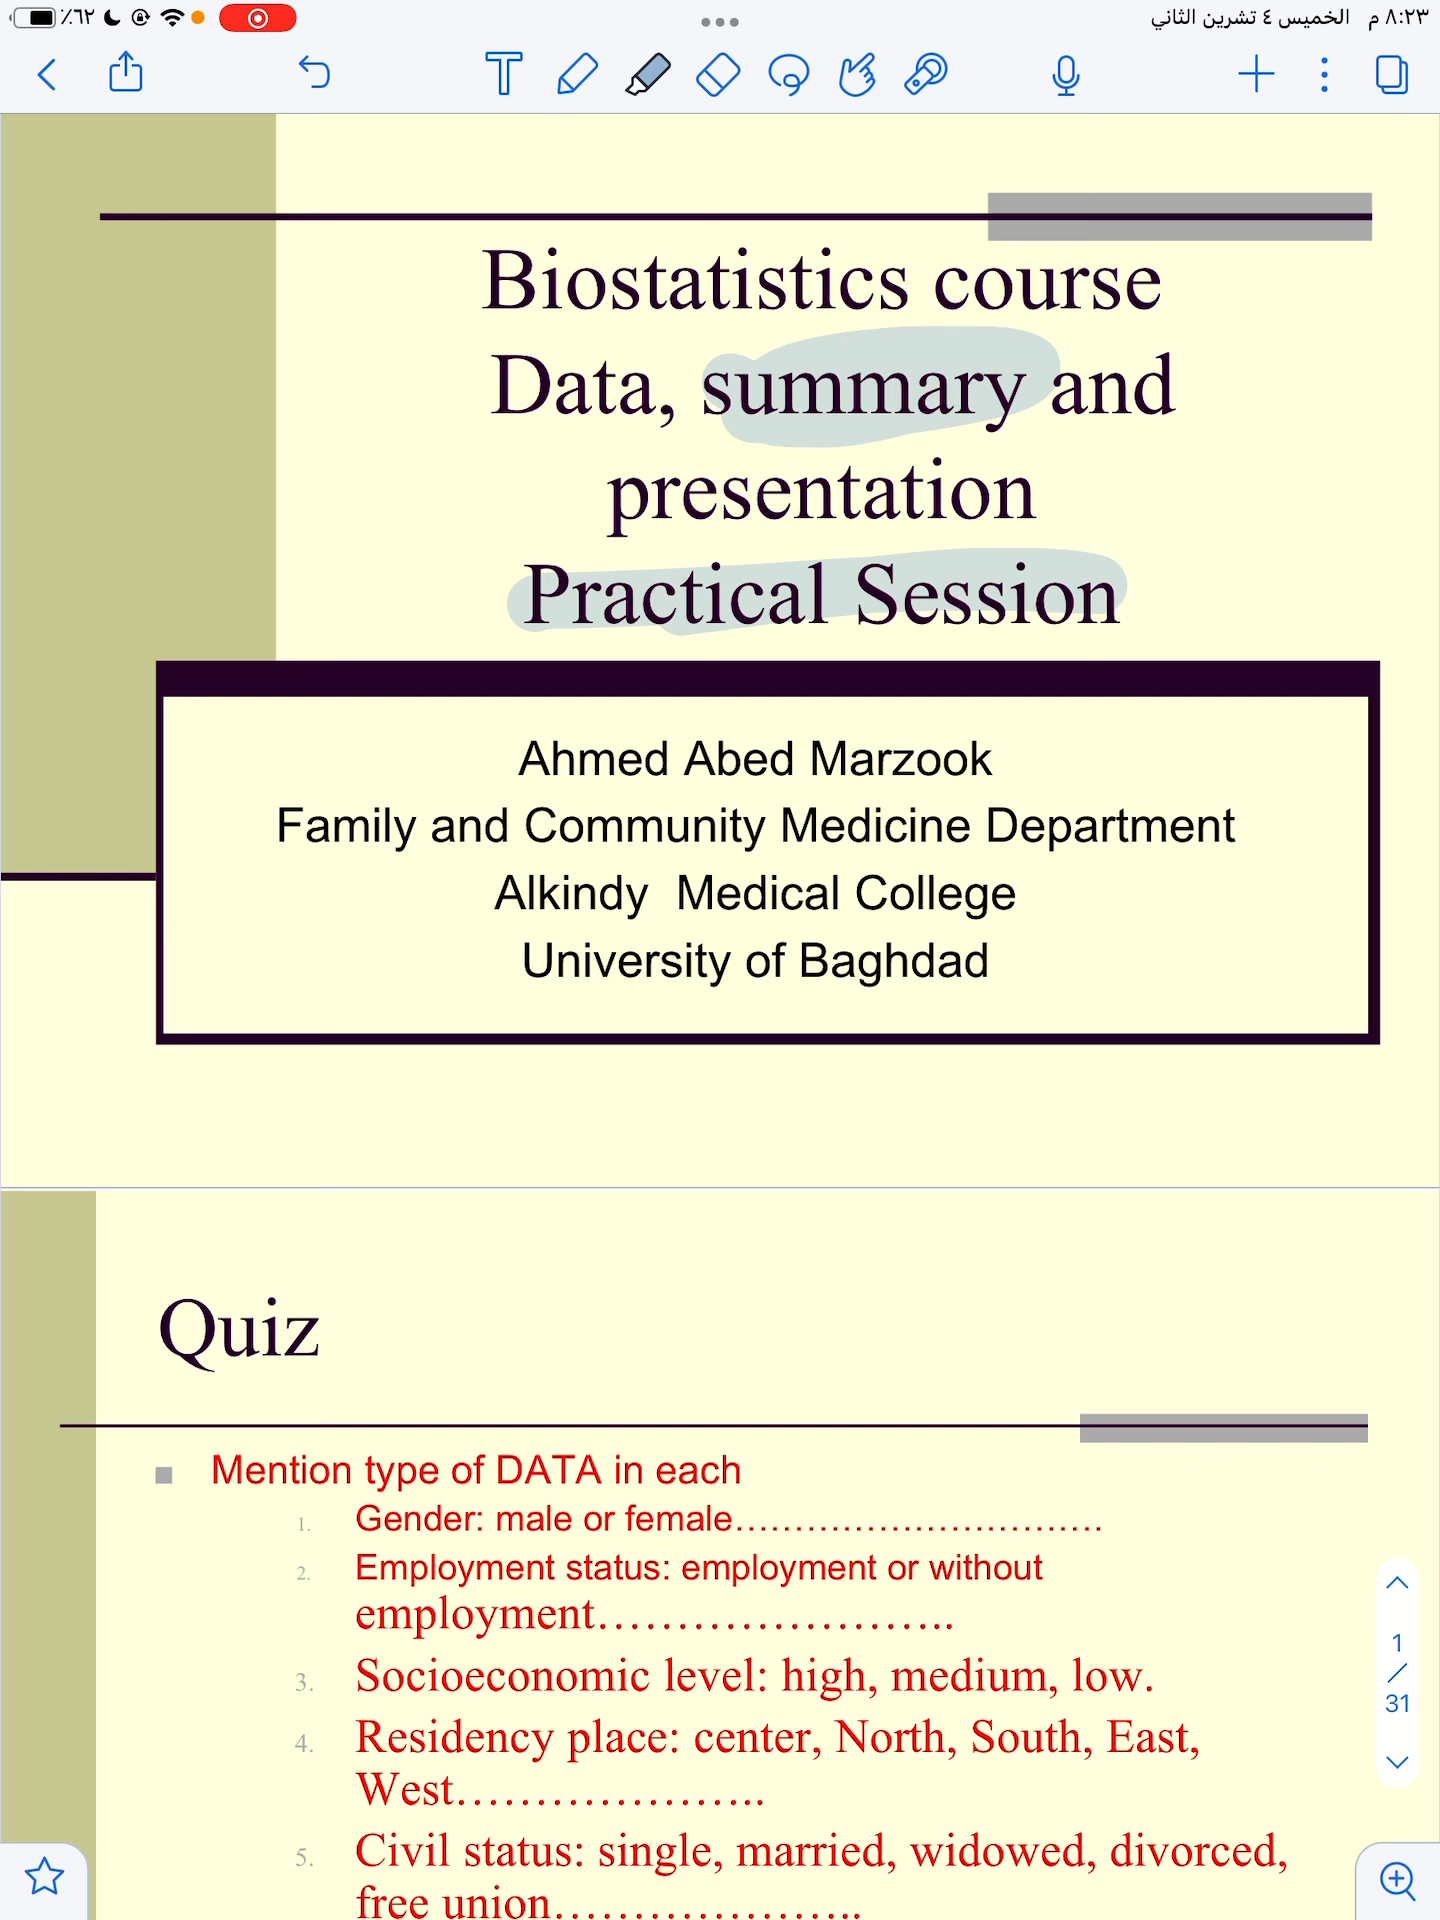 ٪٦٢
٨:٢٣ م الخميس ٤ تشرين الثاني
Biostatistics course
Data, summary and
presentation
Practical Session
Ahmed Abed Marzook
Family and Community Medicine Department
Alkindy Medical College
University of Baghdad
Quiz
Mention type of DATA in each
1. Gender: male or female...............................
2. Employment status: employment or without
employment.......................
3. Socioeconomic level: high, medium, low.
4. Residency place: center, North, South, East,
West....................
5. Civil status: single, married, widowed, divorced,
free union....................
1
/
31